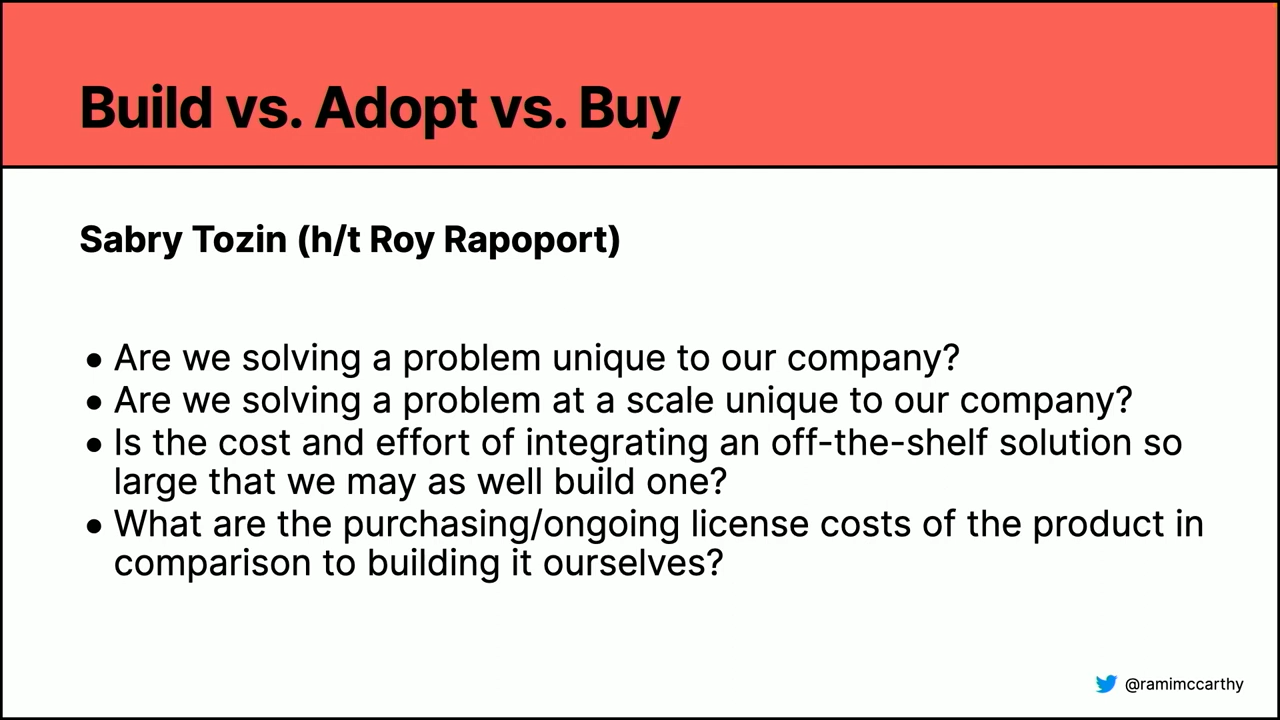 Build vs. Adopt vs. Buy
Sabry Tozin (h/t Roy Rapoport)
● Are we solving a problem unique to our company?
● Are we solving a problem at a scale unique to our company?
● Is the cost and effort of integrating an off-the-shelf solution so
large that we may as well build one?
● What are the purchasing/ongoing license costs of the product in
comparison to building it ourselves?
@ramimccarthy